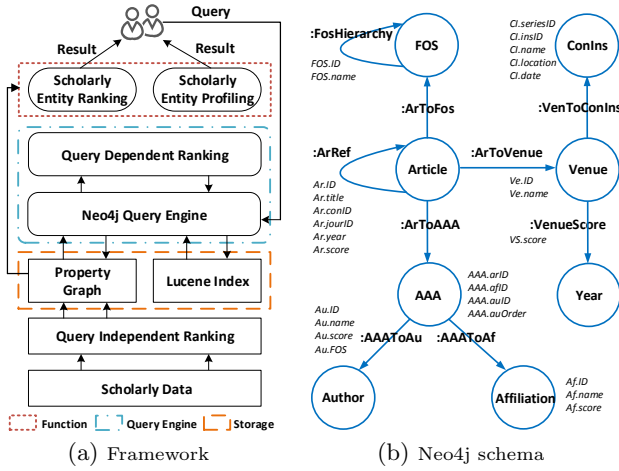 Query
Result
Result
Scholarly
Entity Ranking
Scholarly
Entity Profiling
Query Dependent Ranking
Neo4j Query Engine
Property
Graph
Lucene Index
Query Independent Ranking
Scholarly Data
Function
Query Engine
Storage
(a) Framework
:FosHierarchy
FOS.ID
FOS.name
FOS
CI.seriesID
CI.insID
CI.name
CI.location
CI.date
ConIns
:ArToFos
:VenToConIns
:ArRef
Ar.ID
Ar.title
Ar.conID
Ar.jourID
Ar.year
Ar.score
Article
:ArToVenue
Venue
Ve.ID
Ve.name
:ArToAAA
:VenueScore
VS.score
AAA
AAA.arID
AAA.afID
AAA.auID
AAA.auOrder
Year
Au.ID
Au.name
Au.score
Au.FOS
:AAAToAu
:AAAToAf
Author
Affiliation
Af.ID
Af.name
Af.score
(b) Neo4j schema